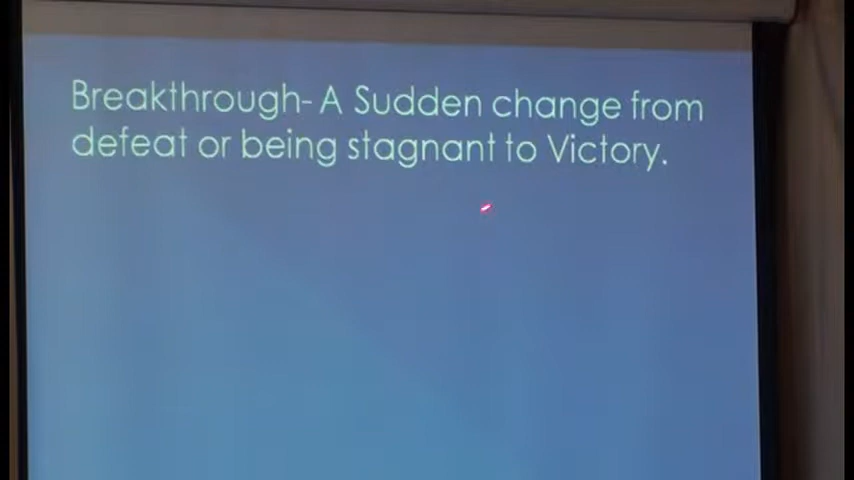 Breakthrough- A Sudden change from
defeat or being stagnant to Victory.